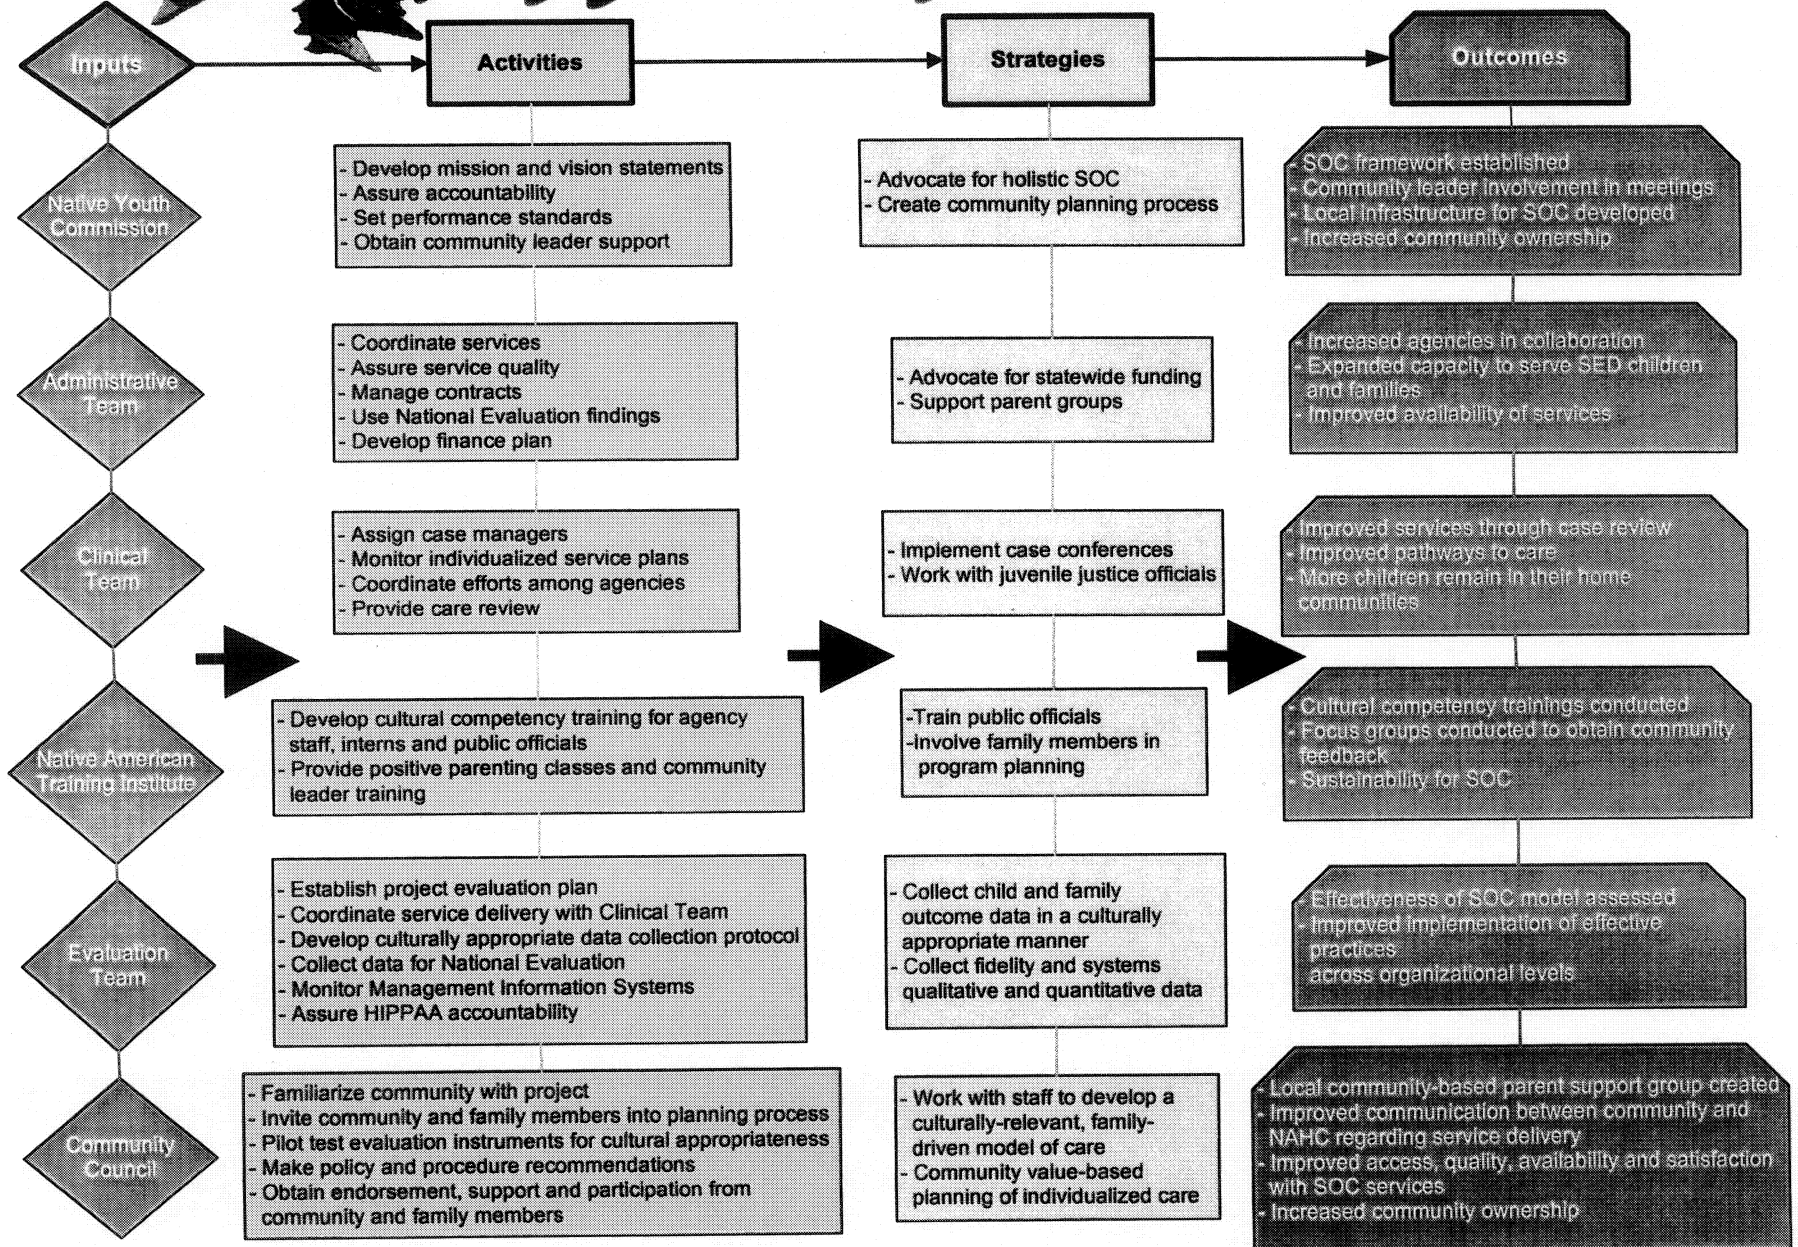 Inputs
Activities
Strategies
Outcomes
Native Youth
Commission
- Develop mission and vision statements
- Assure accountability
- Set performance standards
- Obtain community leader support
- Advocate for holistic SOC
- Create community planning process
- SOC framework established
- Community leader involvement in meetings
- Local infrastructure for SOC developed
- Increased community ownership
Administrative
Team
- Coordinate services
- Assure service quality
- Manage contracts
- Use National Evaluation findings
- Develop finance plan
- Advocate for statewide funding
- Support parent groups
- Increased agencies in collaboration
- Expanded capacity to serve SED children
and families
- Improved availability of services
Clinical
Team
- Assign case managers
- Monitor individualized service plans
- Coordinate efforts among agencies
- Provide care review
- Implement case conferences
- Work with juvenile justice officials
- Improved services through case review
- Improved pathways to care
- More children remain in their home
communities
Native American
Training Institute
- Develop cultural competency training for agency
staff, interns and public officials
- Provide positive parenting classes and community
leader training
-Train public officials
-Involve family members in
program planning
- Cultural competency trainings conducted
- Focus groups conducted to obtain community
feedback
- Sustainability for SOC
Evaluation
Team
- Establish project evaluation plan
- Coordinate service delivery with Clinical Team
- Develop culturally appropriate data collection protocol
- Collect data for National Evaluation
- Monitor Management Information Systems
- Assure HIPPAA accountability
- Collect child and family
outcome data in a culturally
appropriate manner
- Collect fidelity and systems
qualitative and quantitative data
- Effectiveness of SOC model assessed
- Improved implementation of effective
practices
across organizational levels
Community
Council
- Familiarize community with project
- Invite community and family members into planning process
- Pilot test evaluation instruments for cultural appropriateness
- Make policy and procedure recommendations
- Obtain endorsement, support and participation from
community and family members
- Work with staff to develop a
culturally-relevant, family-
driven model of care
- Community value-based
planning of individualized care
- Local community-based parent support group created
- Improved communication between community and
NAHC regarding service delivery
- Improved access, quality, availability and satisfaction
with SOC services
- Increased community ownership